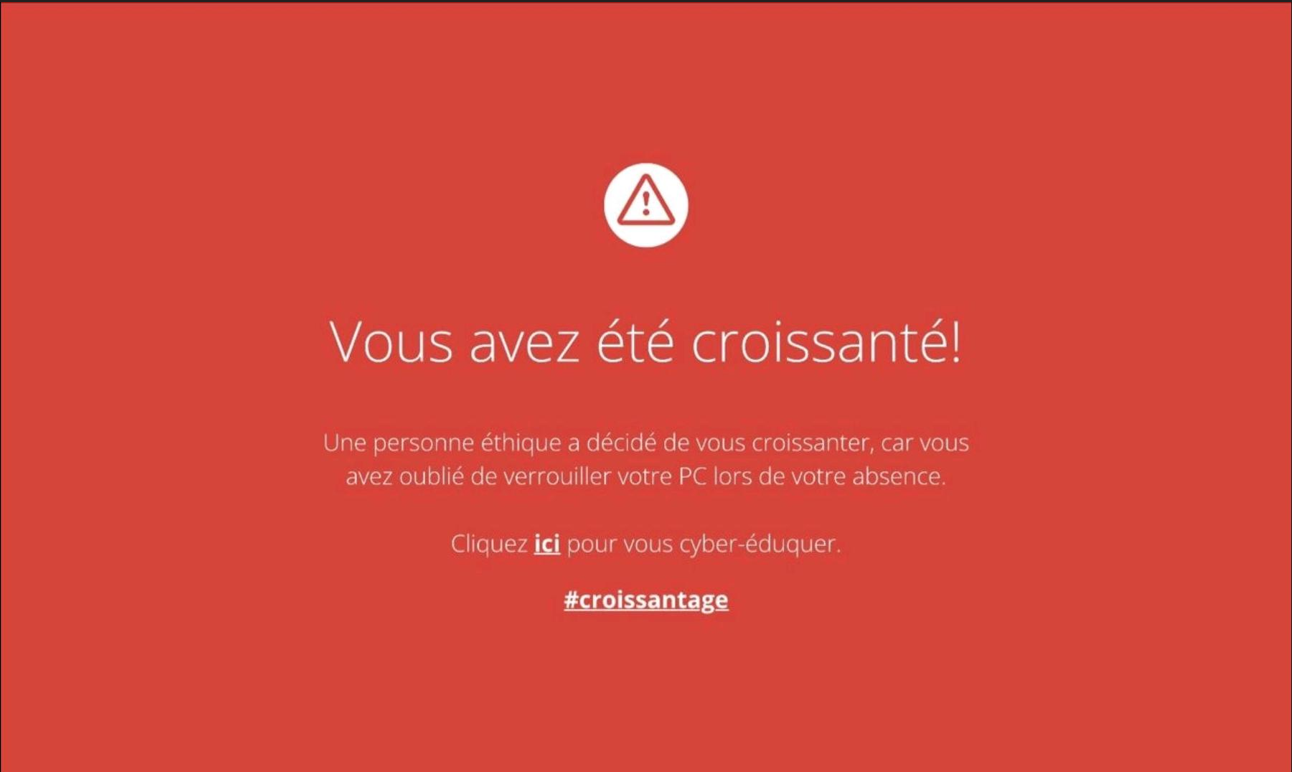 Vous avez été croissanté!
Une personne éthique a décidé de vous croissanter, car vous
avez oublié de verrouiller votre PC lors de votre absence.
Cliquez ici pour vous cyber-éduquer.
#croissantage